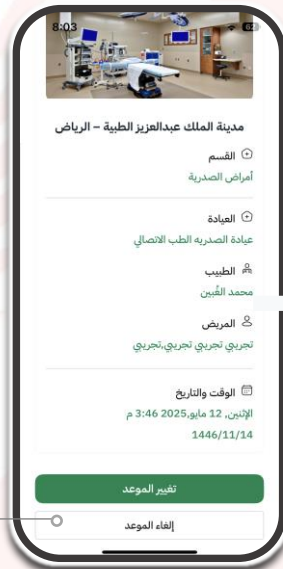 8:03
62
مدينة الملك عبدالعزيز الطبية – الرياض
القسم
أمراض الصدرية
العيادة
عيادة الصدريه الطب الاتصالي
الطبيب
محمد الغُبين
المريض
تجريبي تجريبي تجريبي,تجريبي
الوقت والتاريخ
الإثنين, 12 مايو,2025 3:46 م
1446/11/14
تغيير الموعد
إلغاء الموعد